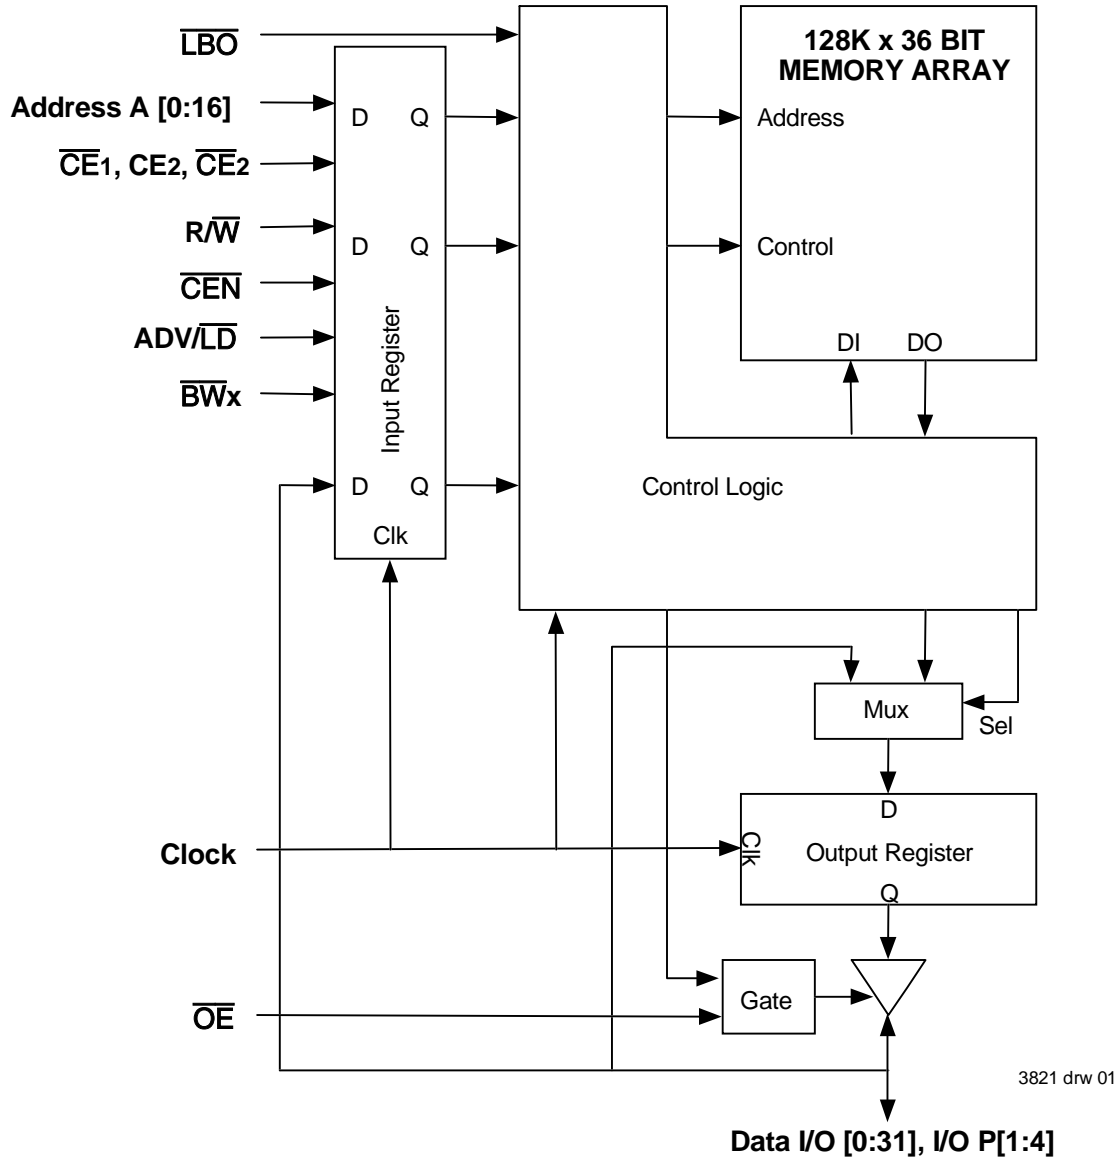 LBO
128K x 36 BIT
MEMORY ARRAY
Address A [0:16]
D Q
Address
CE1, CE2, CE2
R/W
D Q
Control
CEN
ADV/LD
DI DO
BWx
Input Register
D Q
Control Logic
Clk
Mux
Sel
D
Clock
Clk
Output Register
Q
Gate
OE
3821 drw 01
Data I/O [0:31], I/O P[1:4]